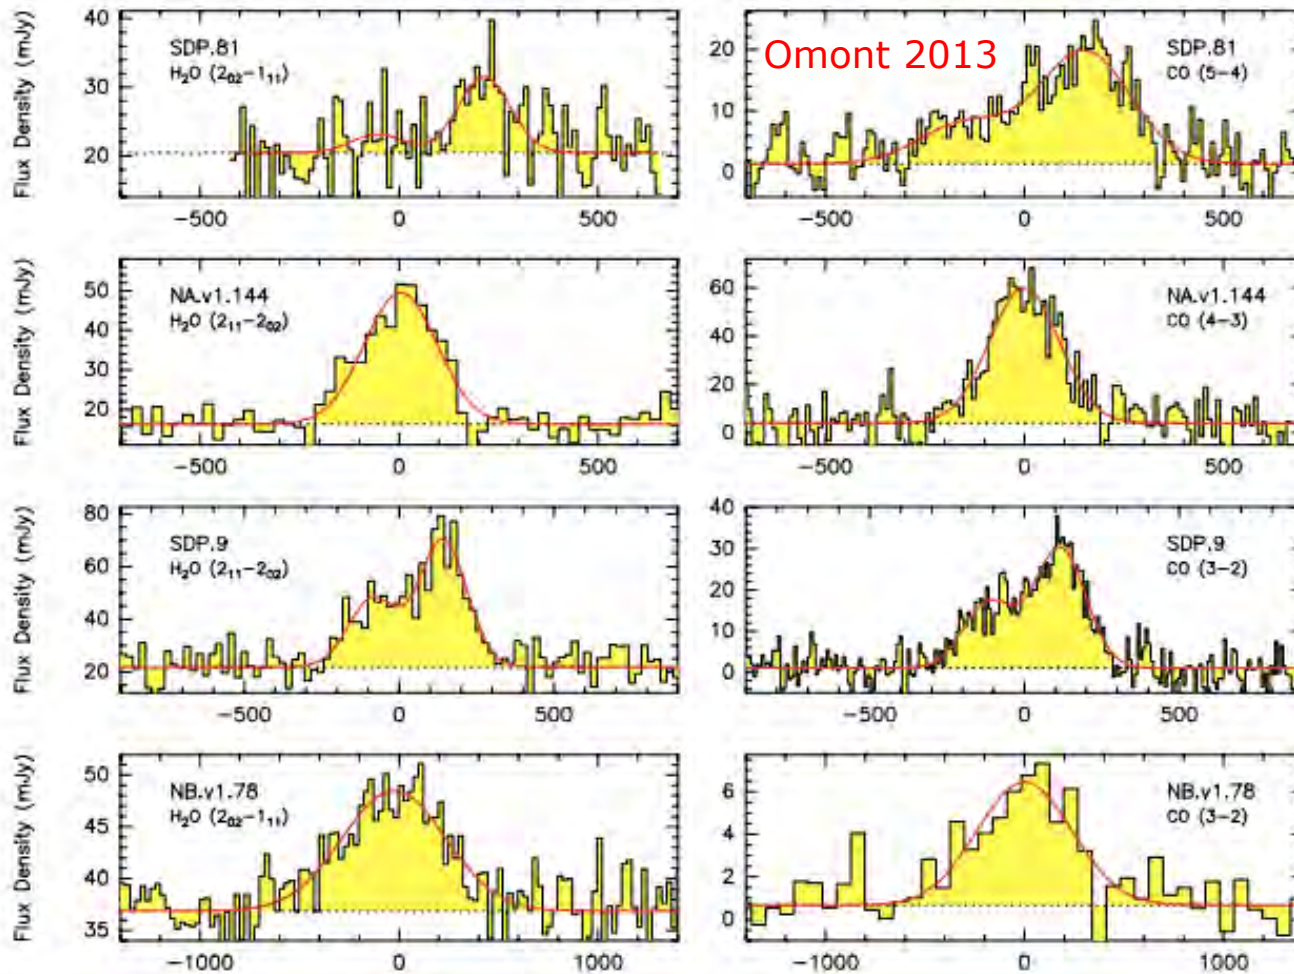 Omont 2013
Flux Density (mJy)
40
30
20
SDP.81
H₂O (2₀₂−1₁₁)
−500 0 500
20
10
0
SDP.81
CO (5−4)
−500 0 500
Flux Density (mJy)
50
40
30
20
NA.v1.144
H₂O (2₁₁−2₀₂)
−500 0 500
60
40
20
0
NA.v1.144
CO (4−3)
−500 0 500
Flux Density (mJy)
80
60
40
20
SDP.9
H₂O (2₁₁−2₀₂)
−500 0 500
40
30
20
10
0
SDP.9
CO (3−2)
−500 0 500
Flux Density (mJy)
50
45
40
35
NB.v1.78
H₂O (2₀₂−1₁₁)
−1000 0 1000
6
4
2
0
NB.v1.78
CO (3−2)
−1000 0 1000